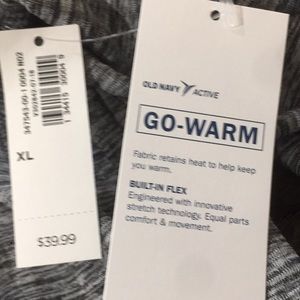 OLD NAVY ACTIVE
GO-WARM
Fabric retains heat to help keep
you warm.
BUILT-IN FLEX
Engineered with innovative
stretch technology. Equal parts
comfort & movement.
XL
$39.99